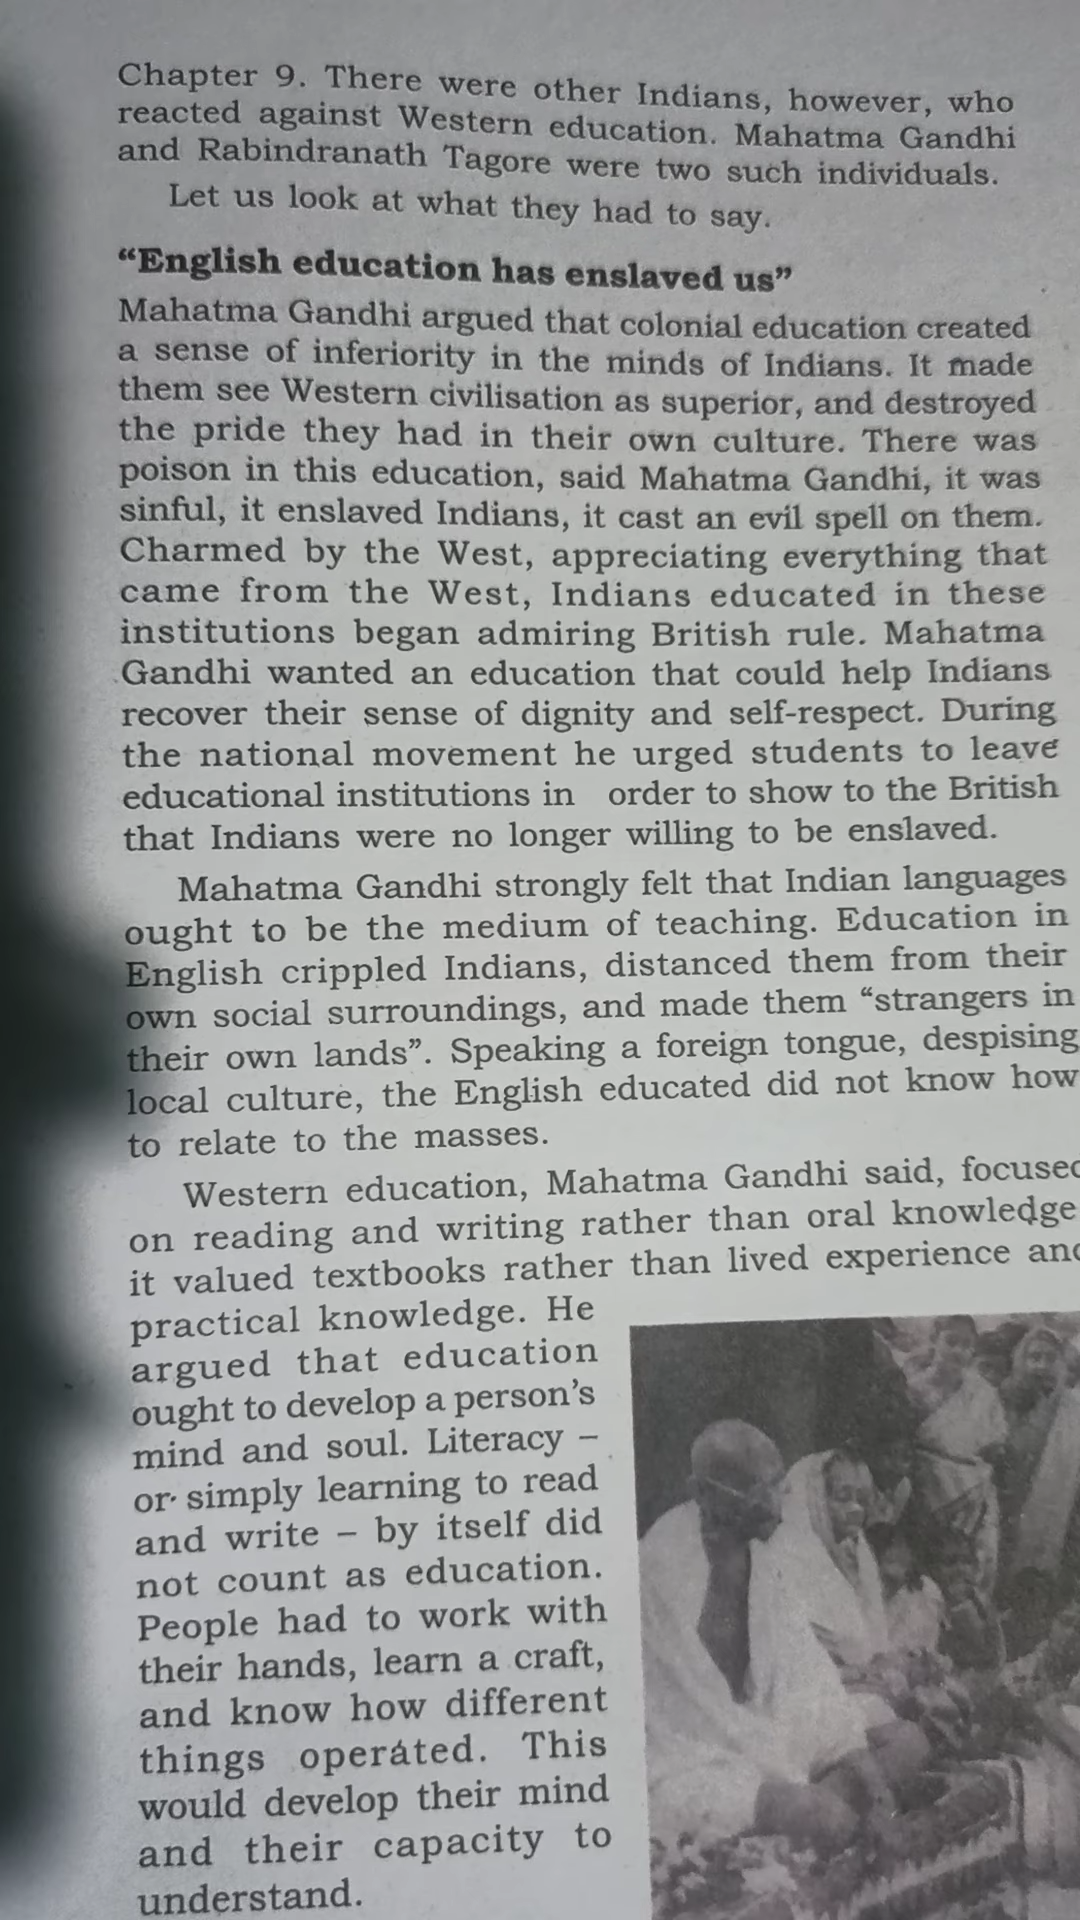 Chapter 9. There were other Indians, however, who
reacted against Western education. Mahatma Gandhi
and Rabindranath Tagore were two such individuals.
Let us look at what they had to say.
“English education has enslaved us”
Mahatma Gandhi argued that colonial education created
a sense of inferiority in the minds of Indians. It made
them see Western civilisation as superior, and destroyed
the pride they had in their own culture. There was
poison in this education, said Mahatma Gandhi, it was
sinful, it enslaved Indians, it cast an evil spell on them.
Charmed by the West, appreciating everything that
came from the West, Indians educated in these
institutions began admiring British rule. Mahatma
Gandhi wanted an education that could help Indians
recover their sense of dignity and self-respect. During
the national movement he urged students to leave
educational institutions in order to show to the British
that Indians were no longer willing to be enslaved.
Mahatma Gandhi strongly felt that Indian languages
ought to be the medium of teaching. Education in
English crippled Indians, distanced them from their
own social surroundings, and made them “strangers in
their own lands”. Speaking a foreign tongue, despising
local culture, the English educated did not know how
to relate to the masses.
Western education, Mahatma Gandhi said, focused
on reading and writing rather than oral knowledge
it valued textbooks rather than lived experience and
practical knowledge. He
argued that education
ought to develop a person’s
mind and soul. Literacy –
or simply learning to read
and write – by itself did
not count as education.
People had to work with
their hands, learn a craft,
and know how different
things operated. This
would develop their mind
and their capacity to
understand.